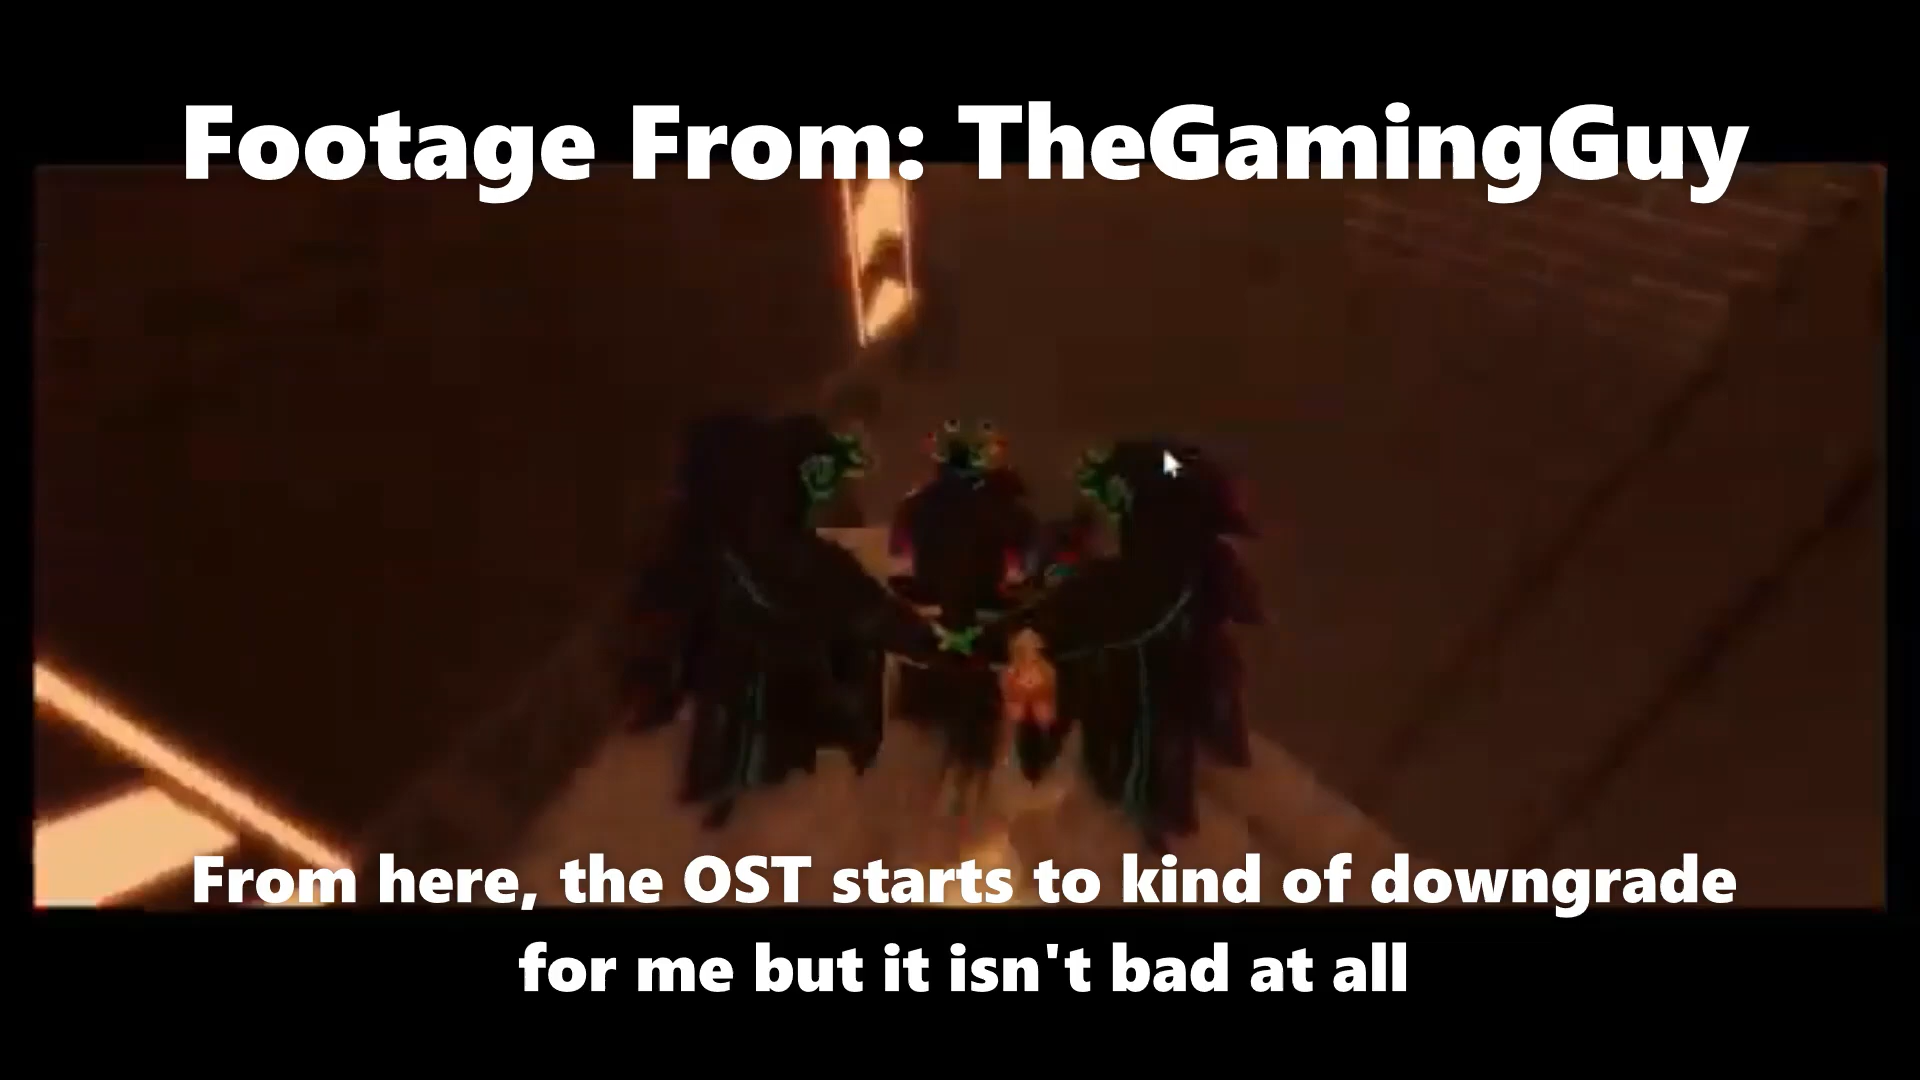 Footage From: TheGamingGuy
From here, the OST starts to kind of downgrade
for me but it isn't bad at all